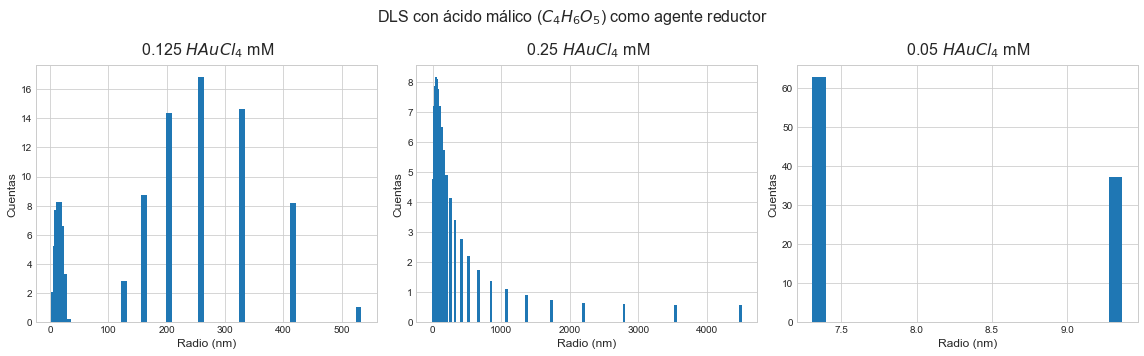 DLS con ácido málico (C₄H₆O₅) como agente reductor
0.125 HAuCl₄ mM
0.25 HAuCl₄ mM
0.05 HAuCl₄ mM
Cuentas
16
14
12
10
8
6
4
2
0
0 100 200 300 400 500
Radio (nm)
Cuentas
8
7
6
5
4
3
2
1
0
0 1000 2000 3000 4000
Radio (nm)
Cuentas
60
50
40
30
20
10
0
7.5 8.0 8.5 9.0
Radio (nm)